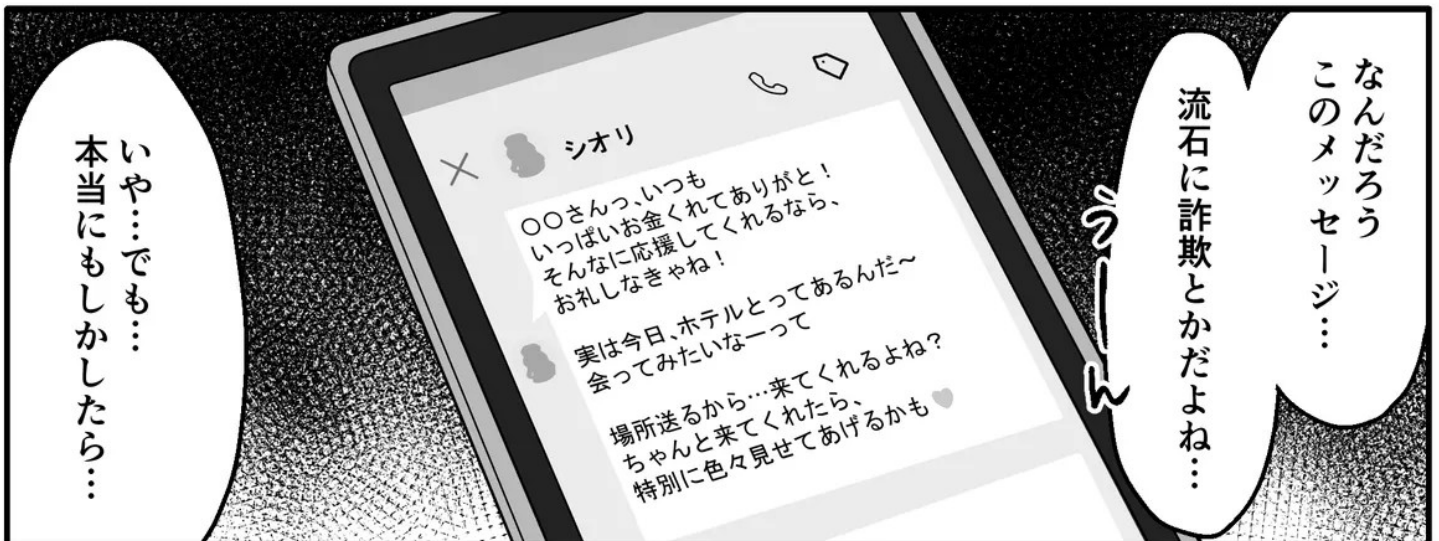 なんだろう
このメッセージ…
流石に詐欺とかだよね…
うーーん
シオリ
○○さんっ、いつも
いっぱいお金くれてありがと！
そんなに応援してくれるなら、
お礼しなきゃね！
実は今日、ホテルとってあるんだ〜
会ってみたいなーって
場所送るから…来てくれるよね？
ちゃんと来てくれたら、
特別に色々見せてあげるかも
いや…でも…
本当にもしかしたら…